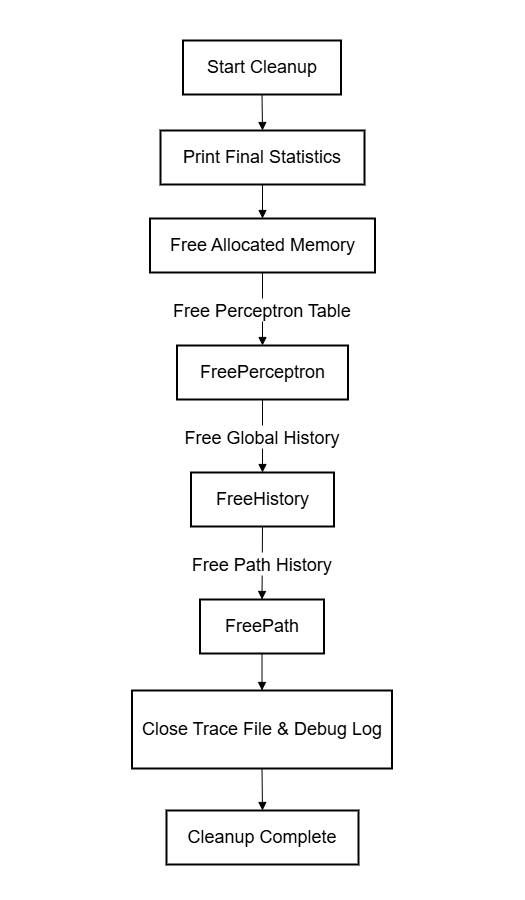 Start Cleanup
Print Final Statistics
Free Allocated Memory
Free Perceptron Table
FreePerceptron
Free Global History
FreeHistory
Free Path History
FreePath
Close Trace File & Debug Log
Cleanup Complete